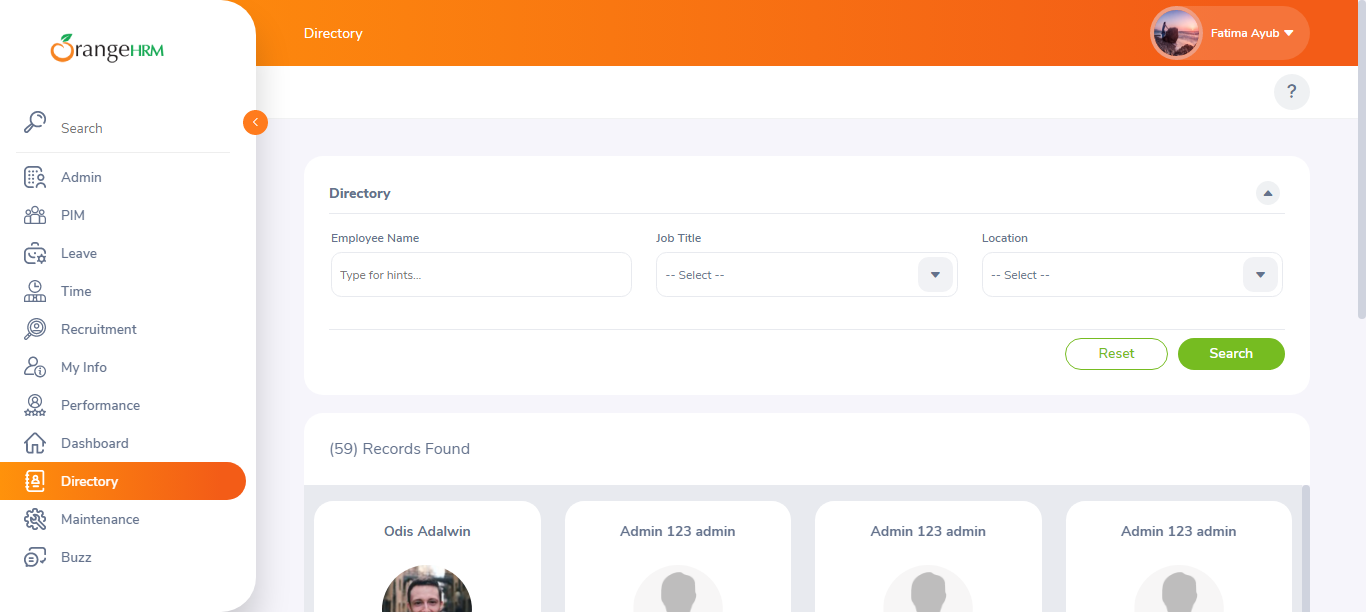 OrangeHRM
Directory
Fatima Ayub
?
Search
Admin
PIM
Leave
Time
Recruitment
My Info
Performance
Dashboard
Directory
Maintenance
Buzz
Directory
Employee Name Job Title Location
Type for hints... -- Select -- -- Select --
Reset Search
(59) Records Found
Odis Adalwin Admin 123 admin Admin 123 admin Admin 123 admin